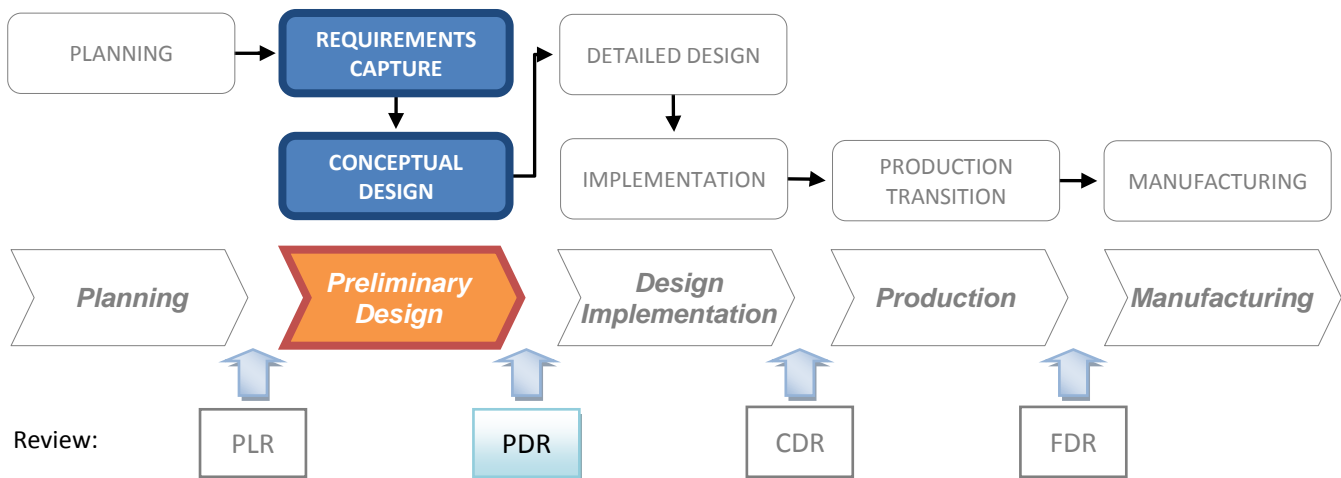 PLANNING
REQUIREMENTS
CAPTURE
DETAILED DESIGN
CONCEPTUAL
DESIGN
IMPLEMENTATION
PRODUCTION
TRANSITION
MANUFACTURING
Planning
Preliminary
Design
Design
Implementation
Production
Manufacturing
Review:
PLR
PDR
CDR
FDR